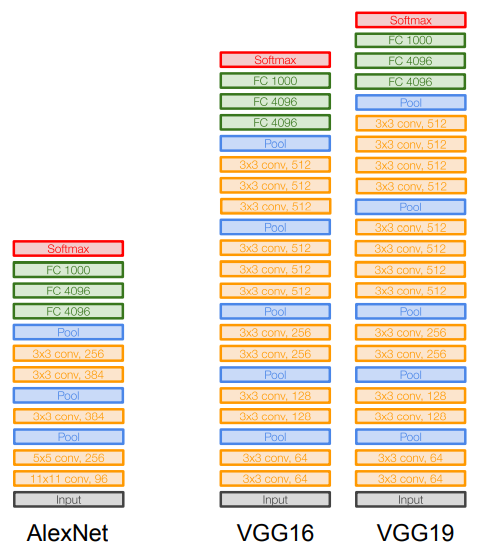 Softmax
FC 1000
FC 4096
FC 4096
Pool
3x3 conv, 256
3x3 conv, 384
Pool
3x3 conv, 384
Pool
5x5 conv, 256
11x11 conv, 96
Input
AlexNet
Softmax
FC 1000
FC 4096
FC 4096
Pool
3x3 conv, 512
3x3 conv, 512
3x3 conv, 512
Pool
3x3 conv, 512
3x3 conv, 512
3x3 conv, 512
Pool
3x3 conv, 256
3x3 conv, 256
Pool
3x3 conv, 128
3x3 conv, 128
Pool
3x3 conv, 64
3x3 conv, 64
Input
VGG16
Softmax
FC 1000
FC 4096
FC 4096
Pool
3x3 conv, 512
3x3 conv, 512
3x3 conv, 512
3x3 conv, 512
Pool
3x3 conv, 512
3x3 conv, 512
3x3 conv, 512
3x3 conv, 512
Pool
3x3 conv, 256
3x3 conv, 256
Pool
3x3 conv, 128
3x3 conv, 128
Pool
3x3 conv, 64
3x3 conv, 64
Input
VGG19